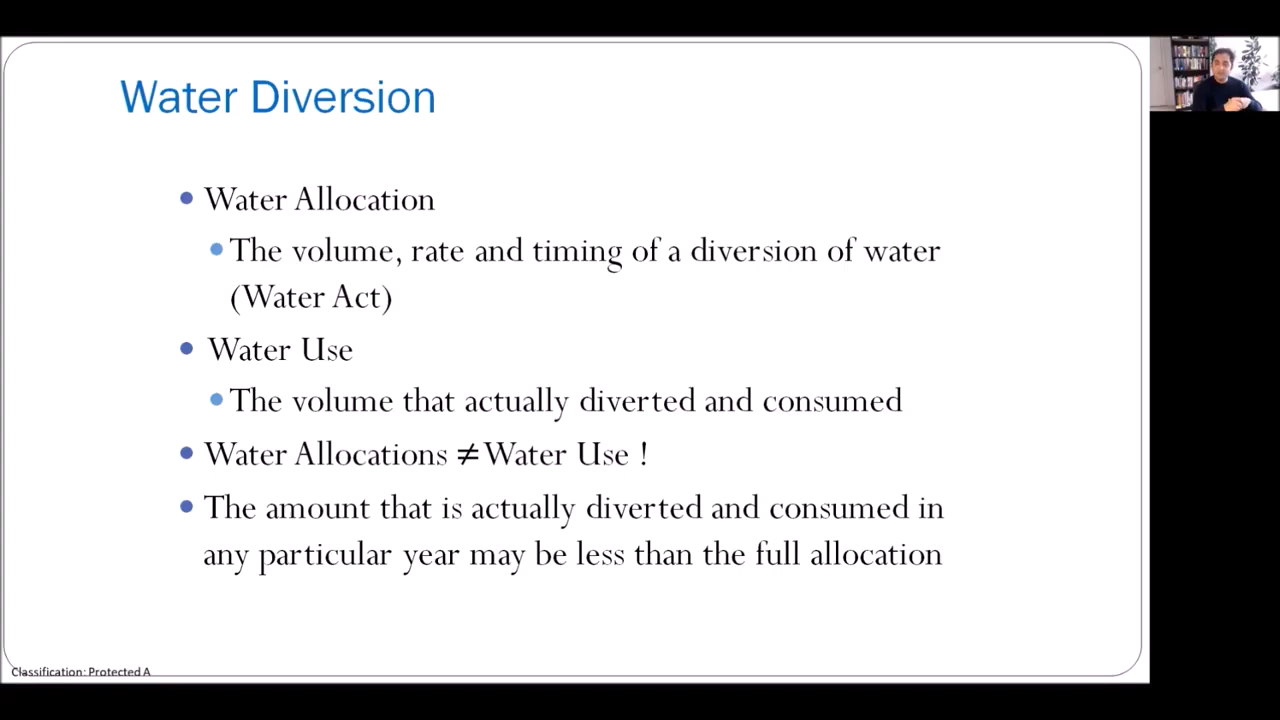 Water Diversion
Water Allocation
The volume, rate and timing of a diversion of water
(Water Act)
Water Use
The volume that actually diverted and consumed
Water Allocations ≠ Water Use !
The amount that is actually diverted and consumed in
any particular year may be less than the full allocation
Classification: Protected A